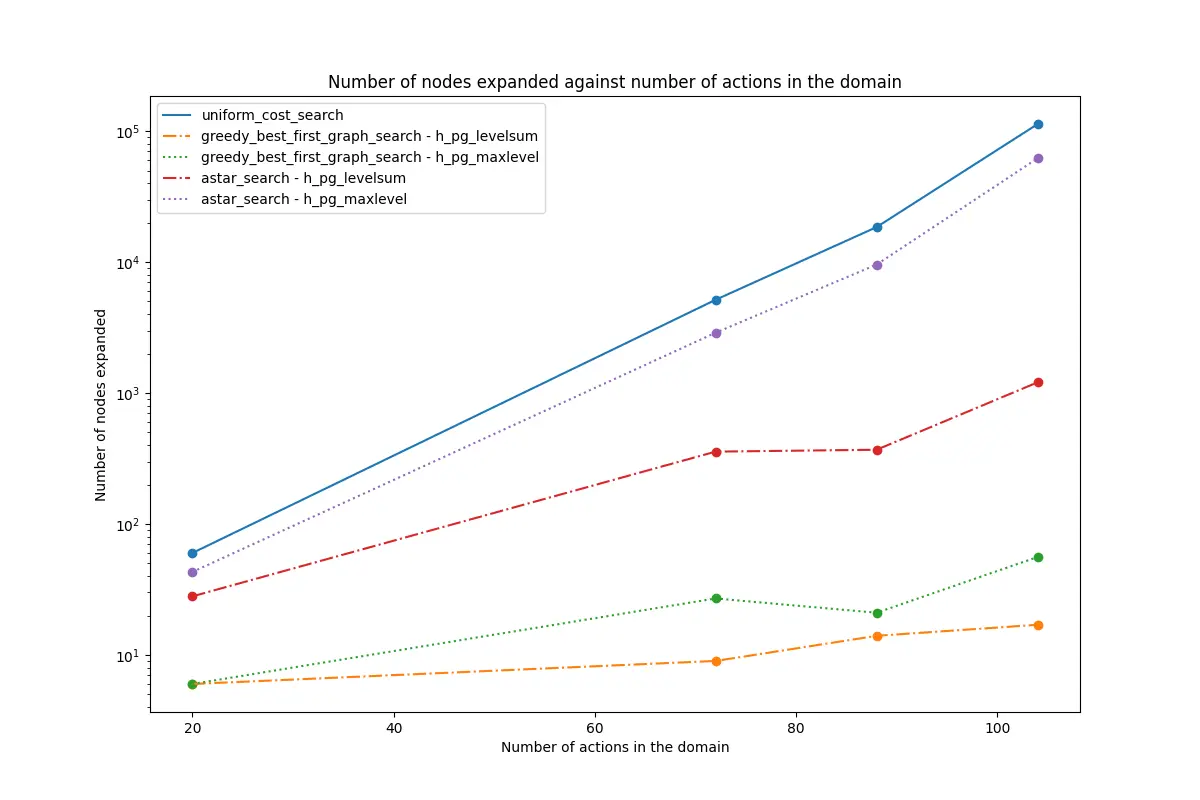 Number of nodes expanded against number of actions in the domain
uniform_cost_search
greedy_best_first_graph_search - h_pg_levelsum
greedy_best_first_graph_search - h_pg_maxlevel
astar_search - h_pg_levelsum
astar_search - h_pg_maxlevel
10⁵
10⁴
10³
10²
10¹
Number of nodes expanded
20 40 60 80 100
Number of actions in the domain